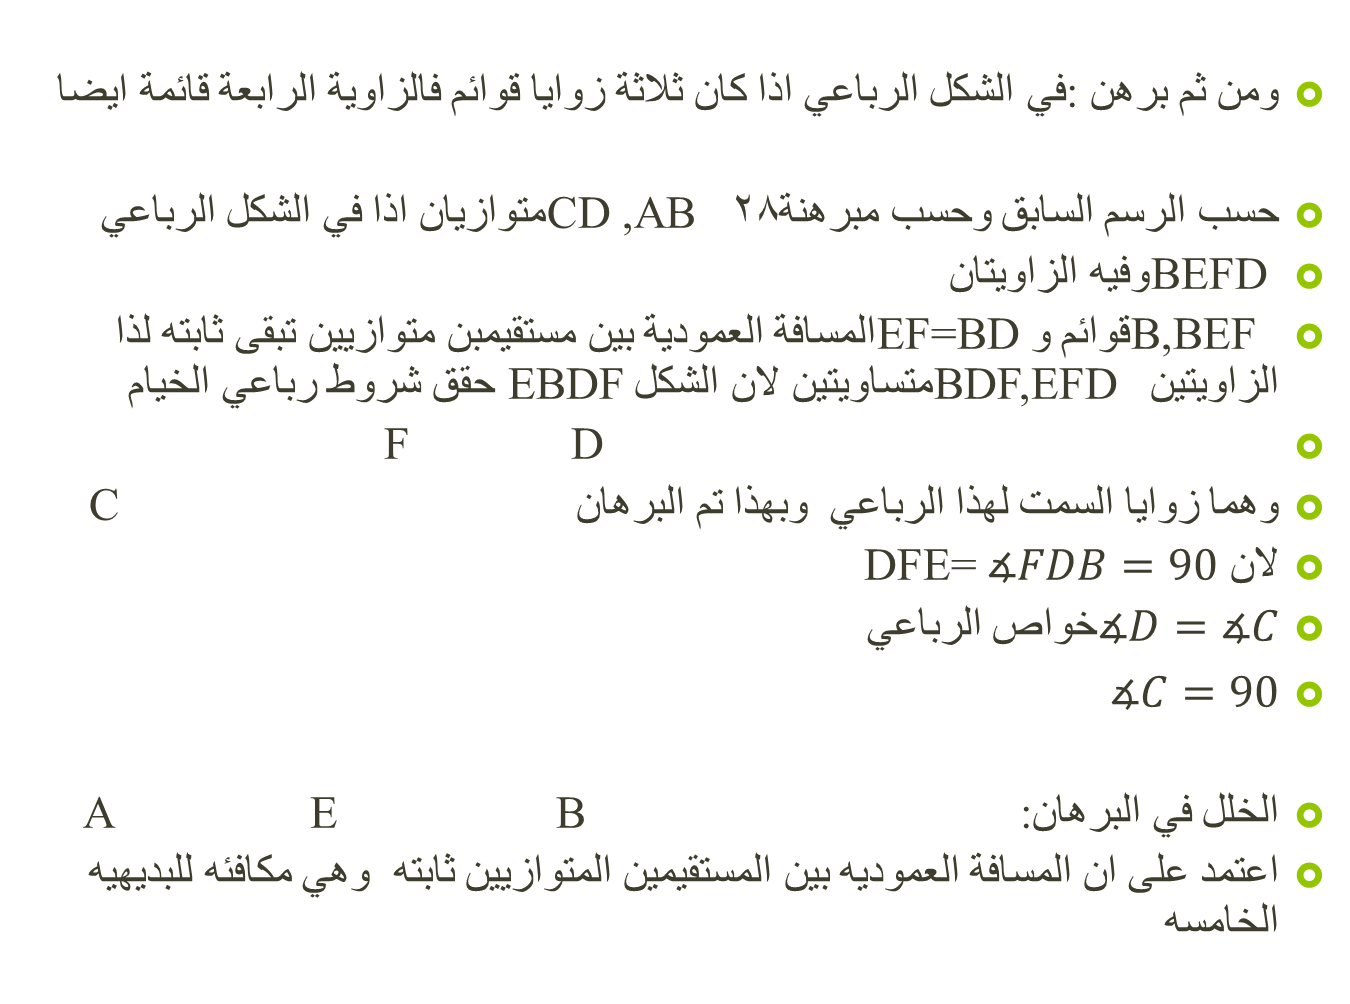 ومن ثم برهن :في الشكل الرباعي اذا كان ثلاثة زوايا قوائم فالزاوية الرابعة قائمة ايضا
حسب الرسم السابق وحسب مبرهنة٢٨ CD ,ABمتوازيان اذا في الشكل الرباعي
BEFDوفيه الزاويتان
B,BEFقوائم و EF=BDالمسافة العمودية بين مستقيمبن متوازيين تبقى ثابته لذا
الزاويتين BDF,EFDمتساويتين لان الشكل EBDF حقق شروط رباعي الخيام
F D
وهما زوايا السمت لهذا الرباعي وبهذا تم البرهان C
لان DFE= ∡FDB = 90
∡D = ∡Cخواص الرباعي
∡C = 90
الخلل في البرهان: A E B
اعتمد على ان المسافة العموديه بين المستقيمين المتوازيين ثابته وهي مكافئه للبديهيه
الخامسه